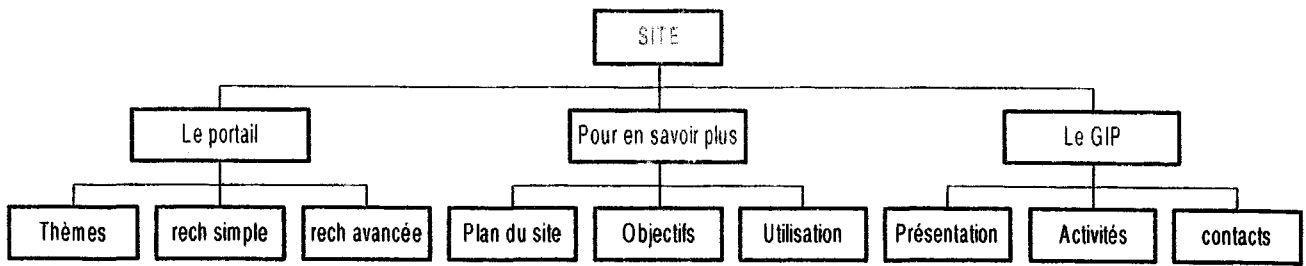 SITE
Le portail
Pour en savoir plus
Le GIP
Thèmes
rech simple
rech avancée
Plan du site
Objectifs
Utilisation
Présentation
Activités
contacts